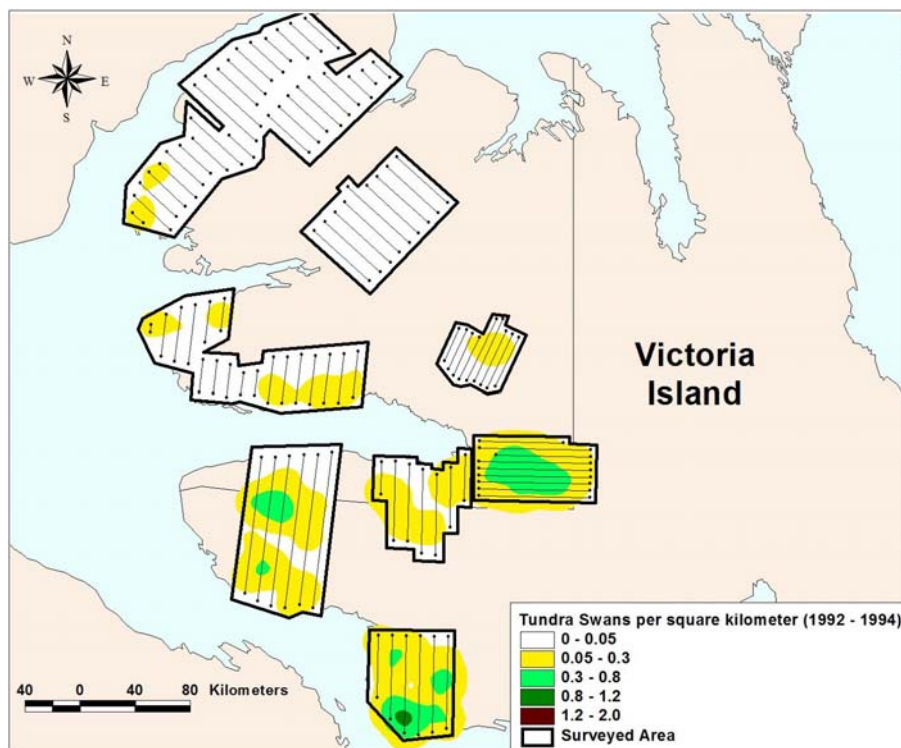 N
W E
S
Victoria
Island
Tundra Swans per square kilometer (1992 - 1994)
0 - 0.05
0.05 - 0.3
0.3 - 0.8
0.8 - 1.2
1.2 - 2.0
Surveyed Area
40 0 40 80 Kilometers